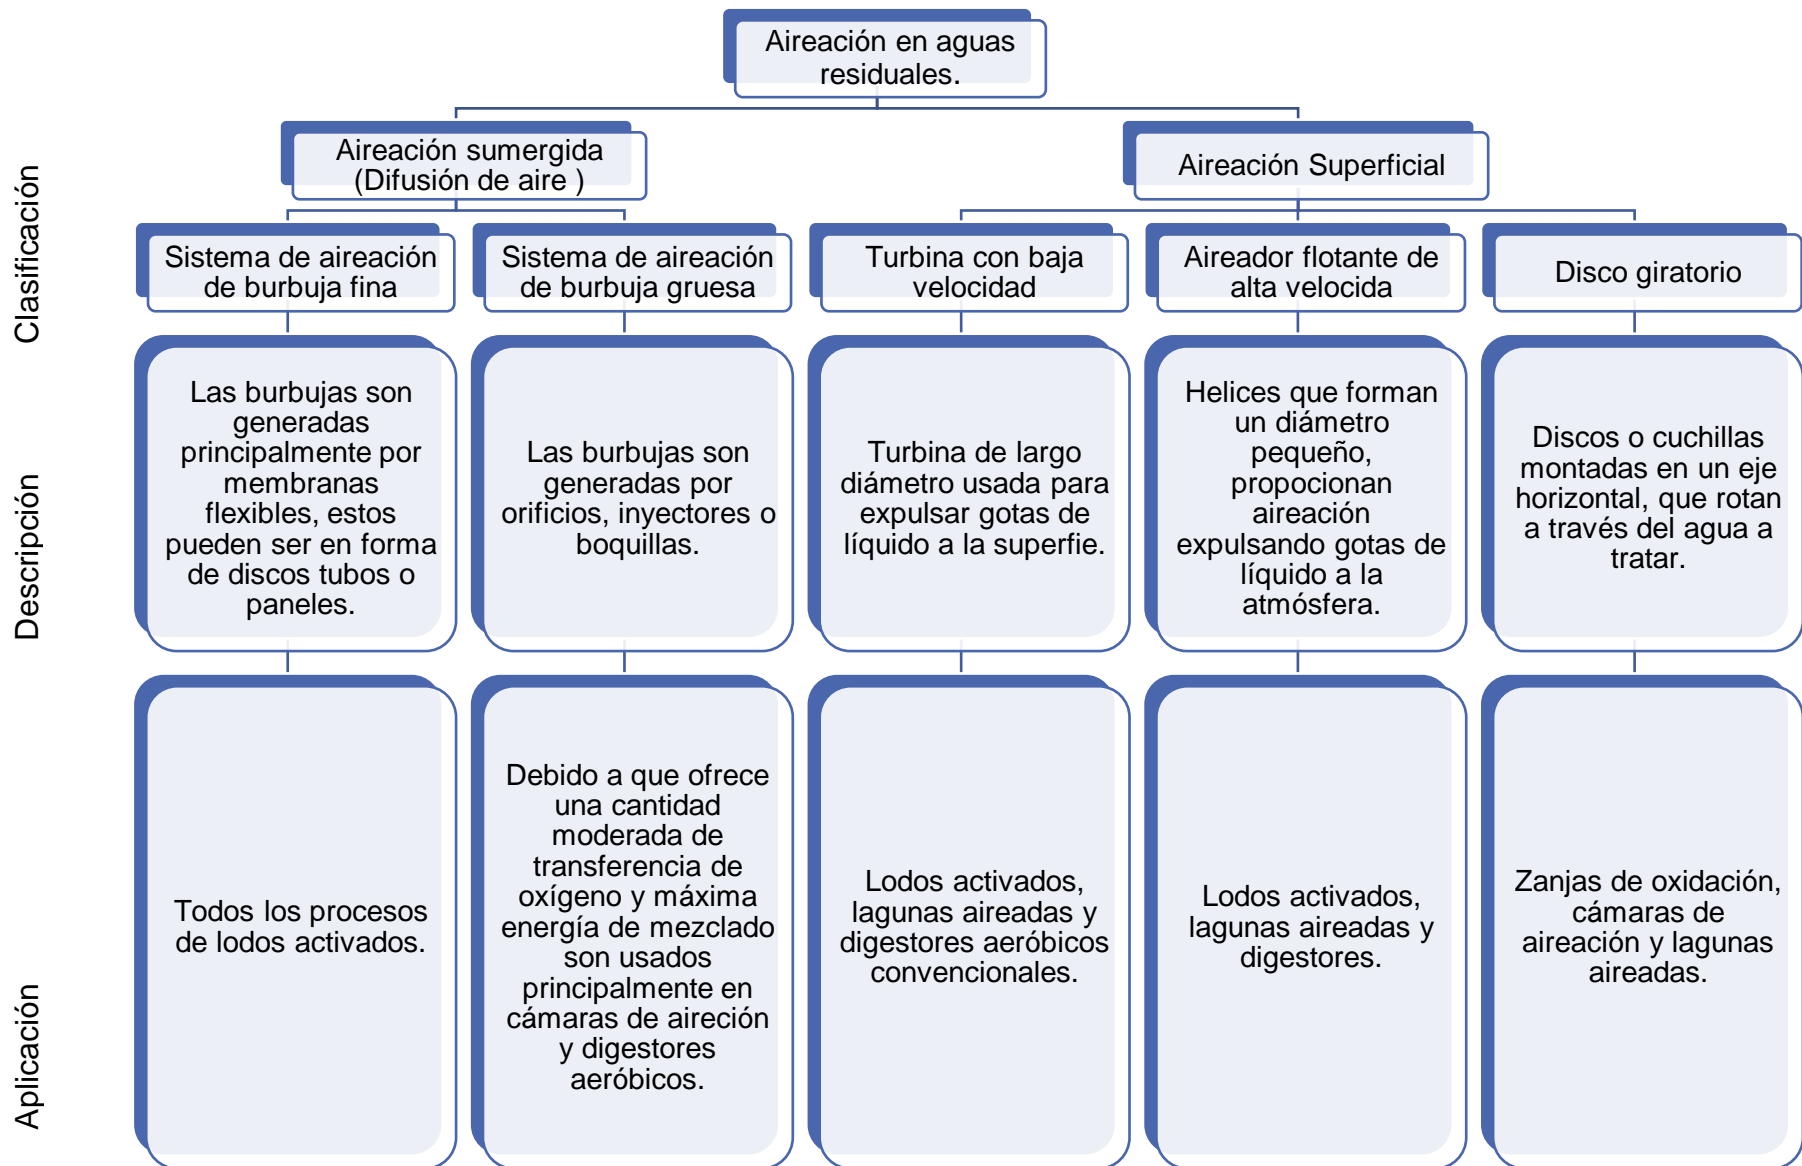 Aireación en aguas
residuales.
Clasificación
Aireación sumergida
(Difusión de aire )
Aireación Superficial
Sistema de aireación
de burbuja fina
Sistema de aireación
de burbuja gruesa
Turbina con baja
velocidad
Aireador flotante de
alta velocida
Disco giratorio
Descripción
Las burbujas son
generadas
principalmente por
membranas
flexibles, estos
pueden ser en forma
de discos tubos o
paneles.
Las burbujas son
generadas por
orificios, inyectores o
boquillas.
Turbina de largo
diámetro usada para
expulsar gotas de
líquido a la superfie.
Helices que forman
un diámetro
pequeño,
propocionan
aireación
expulsando gotas de
líquido a la
atmósfera.
Discos o cuchillas
montadas en un eje
horizontal, que rotan
a través del agua a
tratar.
Aplicación
Todos los procesos
de lodos activados.
Debido a que ofrece
una cantidad
moderada de
transferencia de
oxígeno y máxima
energía de mezclado
son usados
principalmente en
cámaras de aireción
y digestores
aeróbicos.
Lodos activados,
lagunas aireadas y
digestores aeróbicos
convencionales.
Lodos activados,
lagunas aireadas y
digestores.
Zanjas de oxidación,
cámaras de
aireación y lagunas
aireadas.